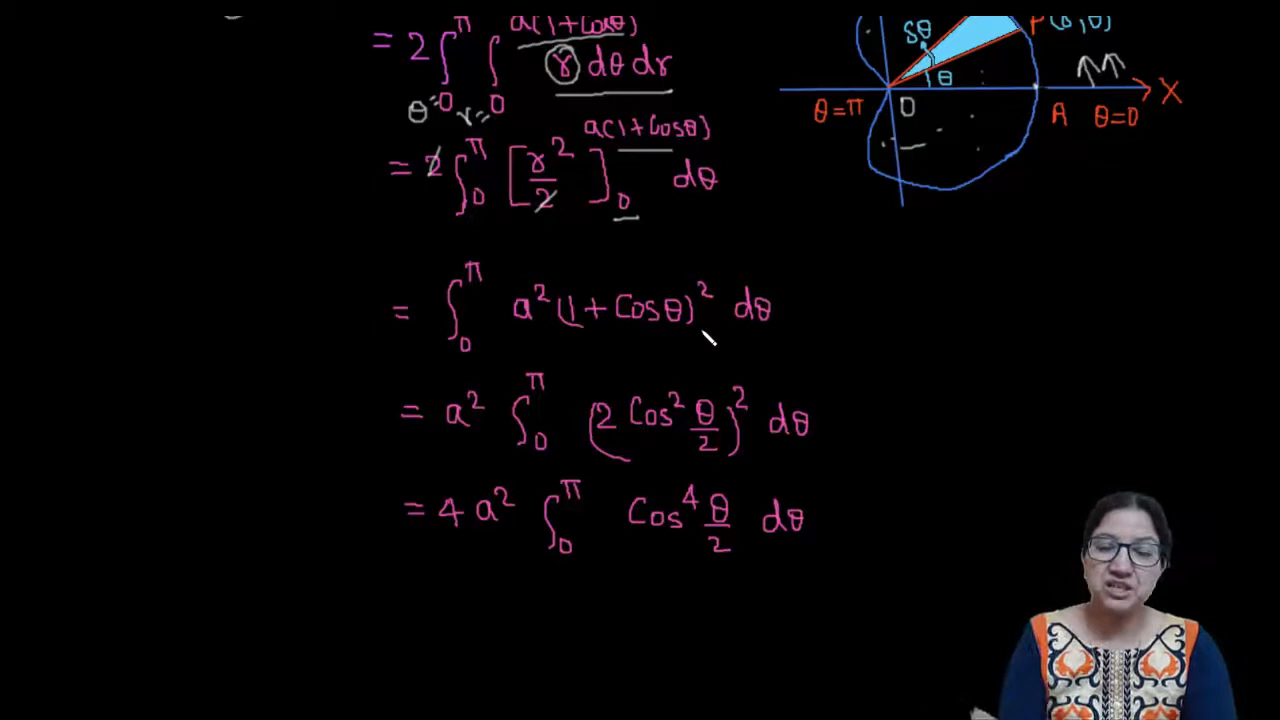 a(1+Cosθ)
= 2 ∫₀^π ∫ r dθ dr
θ=0 r=0
a(1+Cosθ)
= 2 ∫₀^π [r²/2]₀ dθ
= ∫₀^π a² (1 + Cosθ)² dθ
= a² ∫₀^π (2 Cos² θ/2)² dθ
= 4 a² ∫₀^π Cos⁴ θ/2 dθ
δθ
θ
θ=π O A θ=0 X